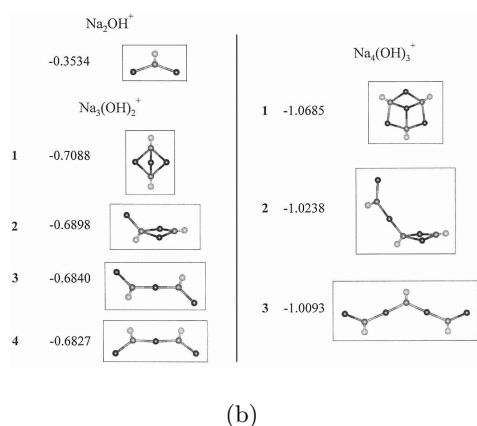 Na₂OH⁺
-0.3534
Na₃(OH)₂⁺
1 -0.7088
2 -0.6898
3 -0.6840
4 -0.6827
Na₄(OH)₃⁺
1 -1.0685
2 -1.0238
3 -1.0093
(b)